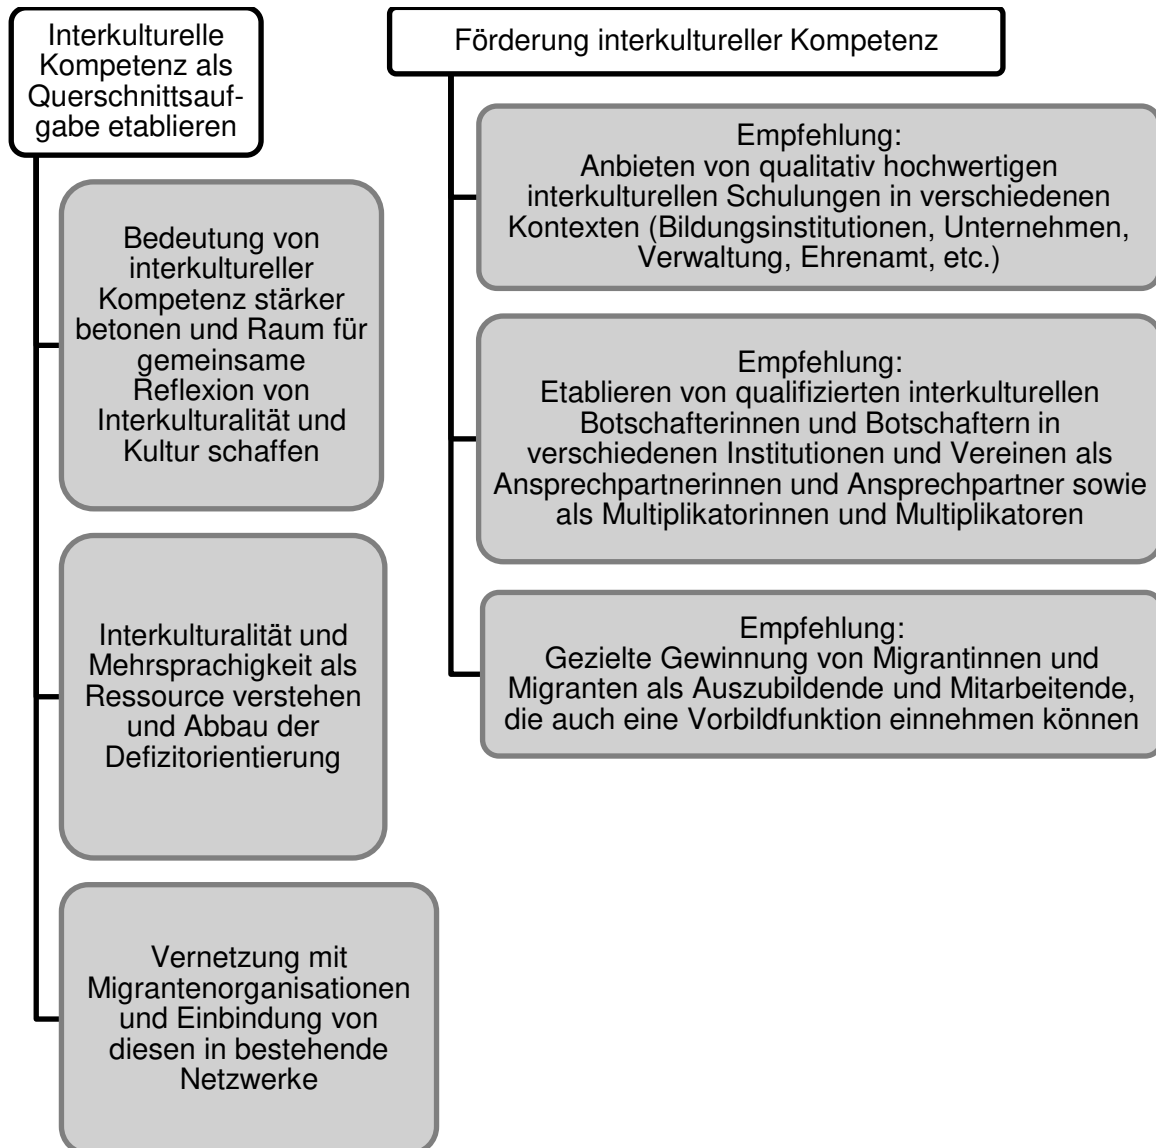 Interkulturelle
Kompetenz als
Querschnittsauf-
gabe etablieren
Bedeutung von
interkultureller
Kompetenz stärker
betonen und Raum für
gemeinsame
Reflexion von
Interkulturalität und
Kultur schaffen
Interkulturalität und
Mehrsprachigkeit als
Ressource verstehen
und Abbau der
Defizitorientierung
Vernetzung mit
Migrantenorganisationen
und Einbindung von
diesen in bestehende
Netzwerke
Förderung interkultureller Kompetenz
Empfehlung:
Anbieten von qualitativ hochwertigen
interkulturellen Schulungen in verschiedenen
Kontexten (Bildungsinstitutionen, Unternehmen,
Verwaltung, Ehrenamt, etc.)
Empfehlung:
Etablieren von qualifizierten interkulturellen
Botschafterinnen und Botschaftern in
verschiedenen Institutionen und Vereinen als
Ansprechpartnerinnen und Ansprechpartner sowie
als Multiplikatorinnen und Multiplikatoren
Empfehlung:
Gezielte Gewinnung von Migrantinnen und
Migranten als Auszubildende und Mitarbeitende,
die auch eine Vorbildfunktion einnehmen können